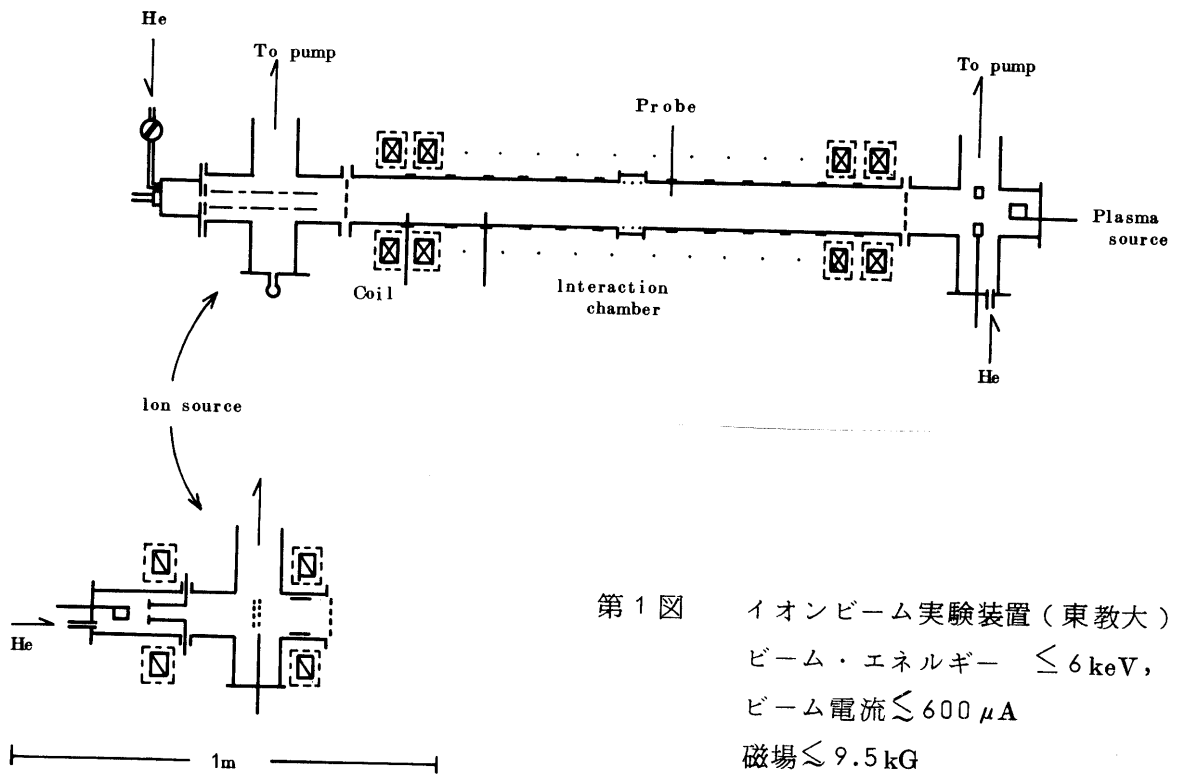 He
To pump
To pump
Probe
Plasma
source
Coil
Interaction
chamber
He
Ion source
He
1m
第1図 イオンビーム実験装置(東教大)
ビーム・エネルギー ≦6keV,
ビーム電流≲600μA
磁場≲9.5kG